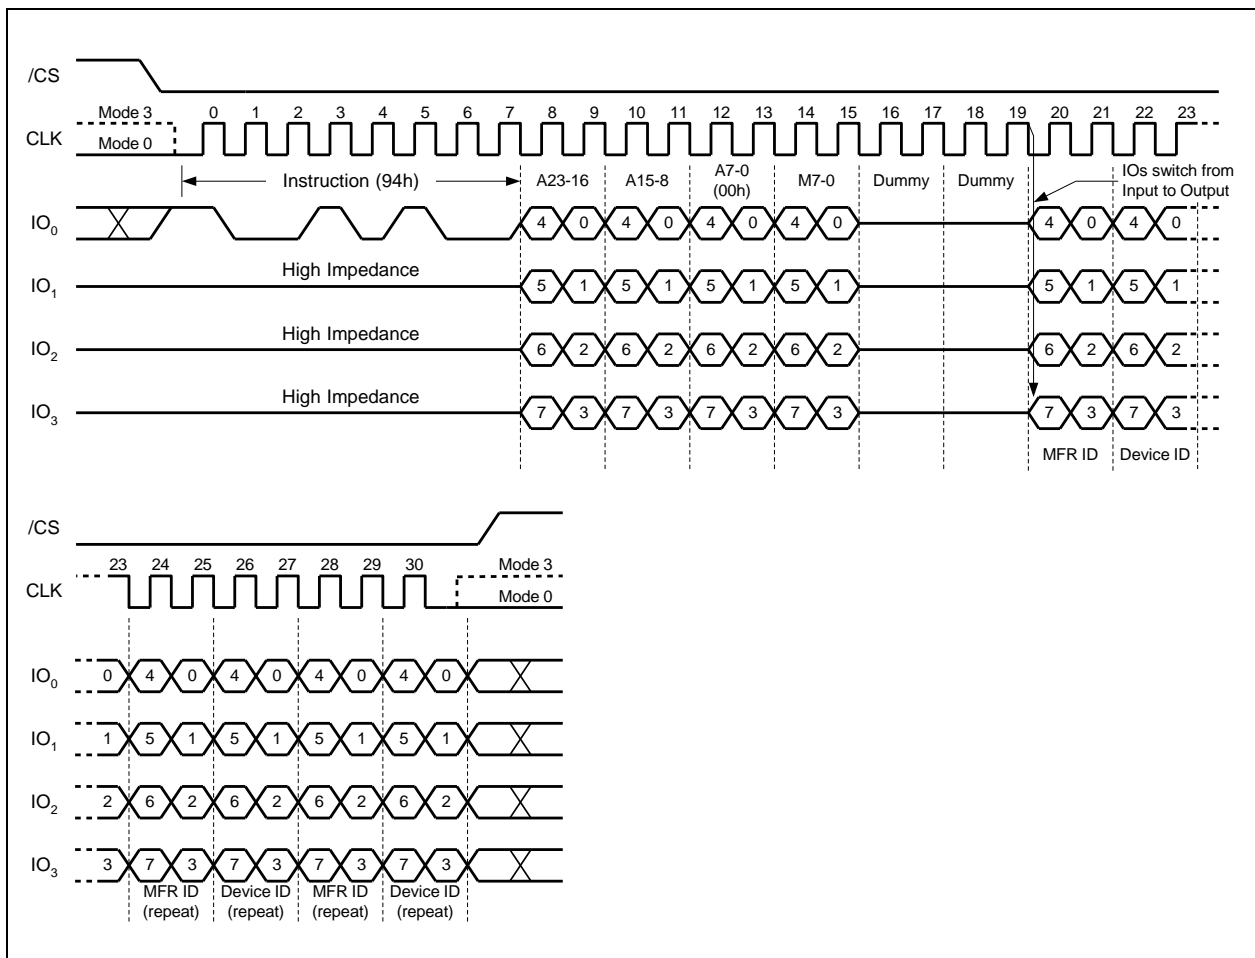 /CS
Mode 3 0 1 2 3 4 5 6 7 8 9 10 11 12 13 14 15 16 17 18 19 20 21 22 23
CLK
Mode 0
Instruction (94h) A23-16 A15-8 A7-0 (00h) M7-0 Dummy Dummy
IOs switch from
Input to Output
IO0 4 0 4 0 4 0 4 0 4 0 4 0
High Impedance
IO1 5 1 5 1 5 1 5 1 5 1 5 1
High Impedance
IO2 6 2 6 2 6 2 6 2 6 2 6 2
High Impedance
IO3 7 3 7 3 7 3 7 3 7 3 7 3
MFR ID Device ID
/CS
23 24 25 26 27 28 29 30 Mode 3
CLK
Mode 0
IO0 0 4 0 4 0 4 0 4 0
IO1 1 5 1 5 1 5 1 5 1
IO2 2 6 2 6 2 6 2 6 2
IO3 3 7 3 7 3 7 3 7 3
MFR ID Device ID MFR ID Device ID
(repeat) (repeat) (repeat) (repeat)